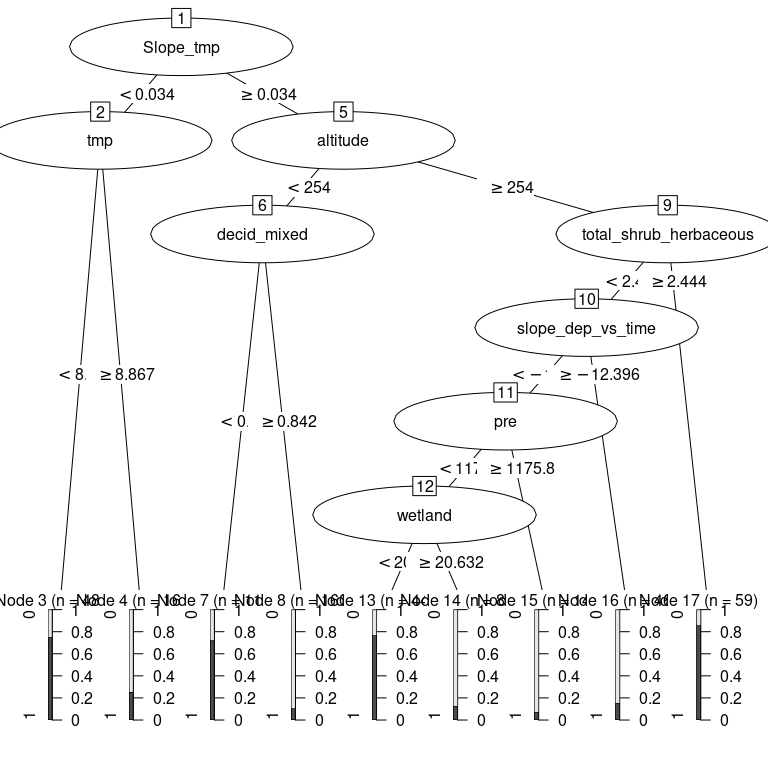 1
Slope_tmp
< 0.034 ≥ 0.034
2 5
tmp altitude
< 254 ≥ 254
6 9
decid_mixed total_shrub_herbaceous
≥ 2.444
10
slope_dep_vs_time
< 8. ≥ 8.867 ≥ −12.396
11
< 0. ≥ 0.842 pre
< 117 ≥ 1175.8
12
wetland
< 20 ≥ 20.632
Node 3 (n = 48 Node 4 (n = 16 Node 7 (n = 11 Node 8 (n = 16 Node 13 (n = 4 Node 14 (n = 8 Node 15 (n = 14 Node 16 (n = 4 Node 17 (n = 59)
0 1 0 1 0 1 0 1 0 1 0 1 0 1 0 1 0 1
0.8 0.8 0.8 0.8 0.8 0.8 0.8 0.8 0.8
0.6 0.6 0.6 0.6 0.6 0.6 0.6 0.6 0.6
0.4 0.4 0.4 0.4 0.4 0.4 0.4 0.4 0.4
0.2 0.2 0.2 0.2 0.2 0.2 0.2 0.2 0.2
1 0 1 0 1 0 1 0 1 0 1 0 1 0 1 0 1 0